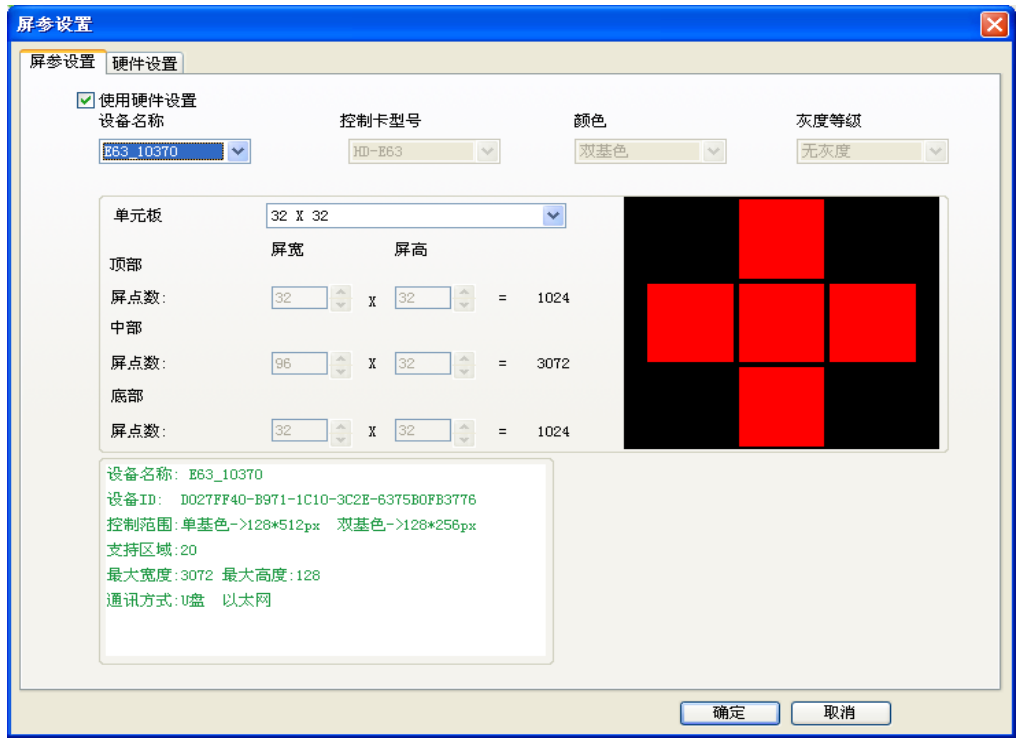 屏参设置
屏参设置 硬件设置
使用硬件设置
设备名称 控制卡型号 颜色 灰度等级
E63_10370 HD-E63 双基色 无灰度
单元板 32 X 32
屏宽 屏高
顶部
屏点数: 32 X 32 = 1024
中部
屏点数: 96 X 32 = 3072
底部
屏点数: 32 X 32 = 1024
设备名称: E63_10370
设备ID: D027FF40-B971-1C10-3C2E-6375B0FB3776
控制范围:单基色->128*512px 双基色->128*256px
支持区域:20
最大宽度:3072 最大高度:128
通讯方式:U盘 以太网
确定 取消